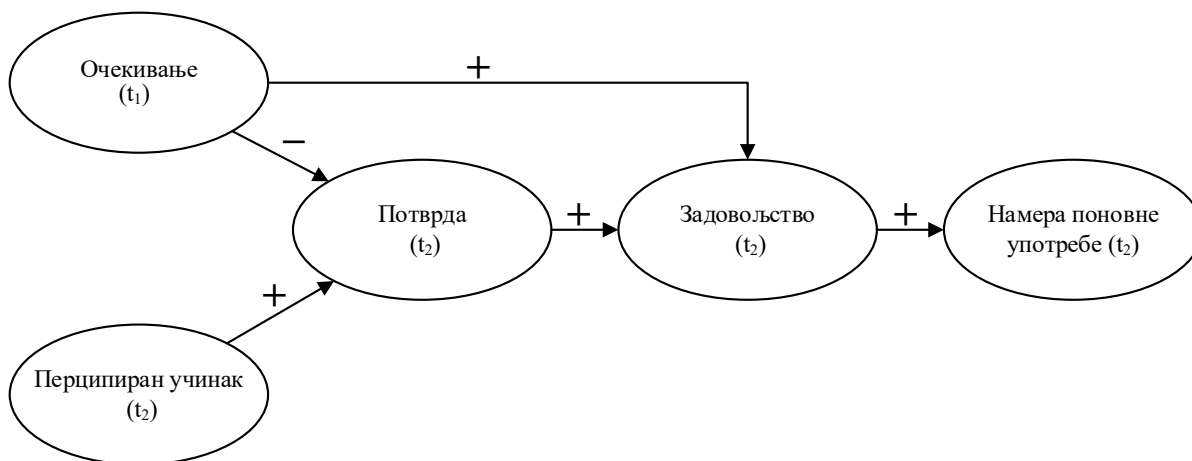 Очекивање
(t₁)
+
−
Потврда
(t₂)
+
Задовољство
(t₂)
+
Намера поновне
употребе (t₂)
+
Перципиран учинак
(t₂)